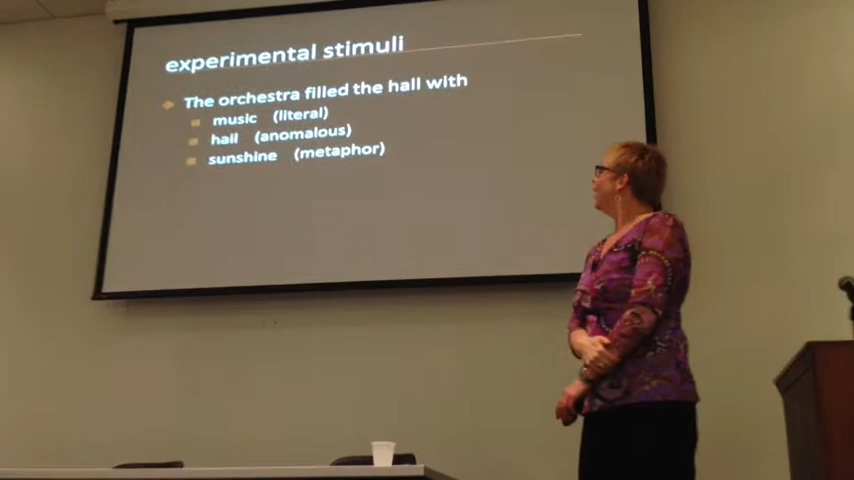 experimental stimuli
The orchestra filled the hall with
music (literal)
hail (anomalous)
sunshine (metaphor)